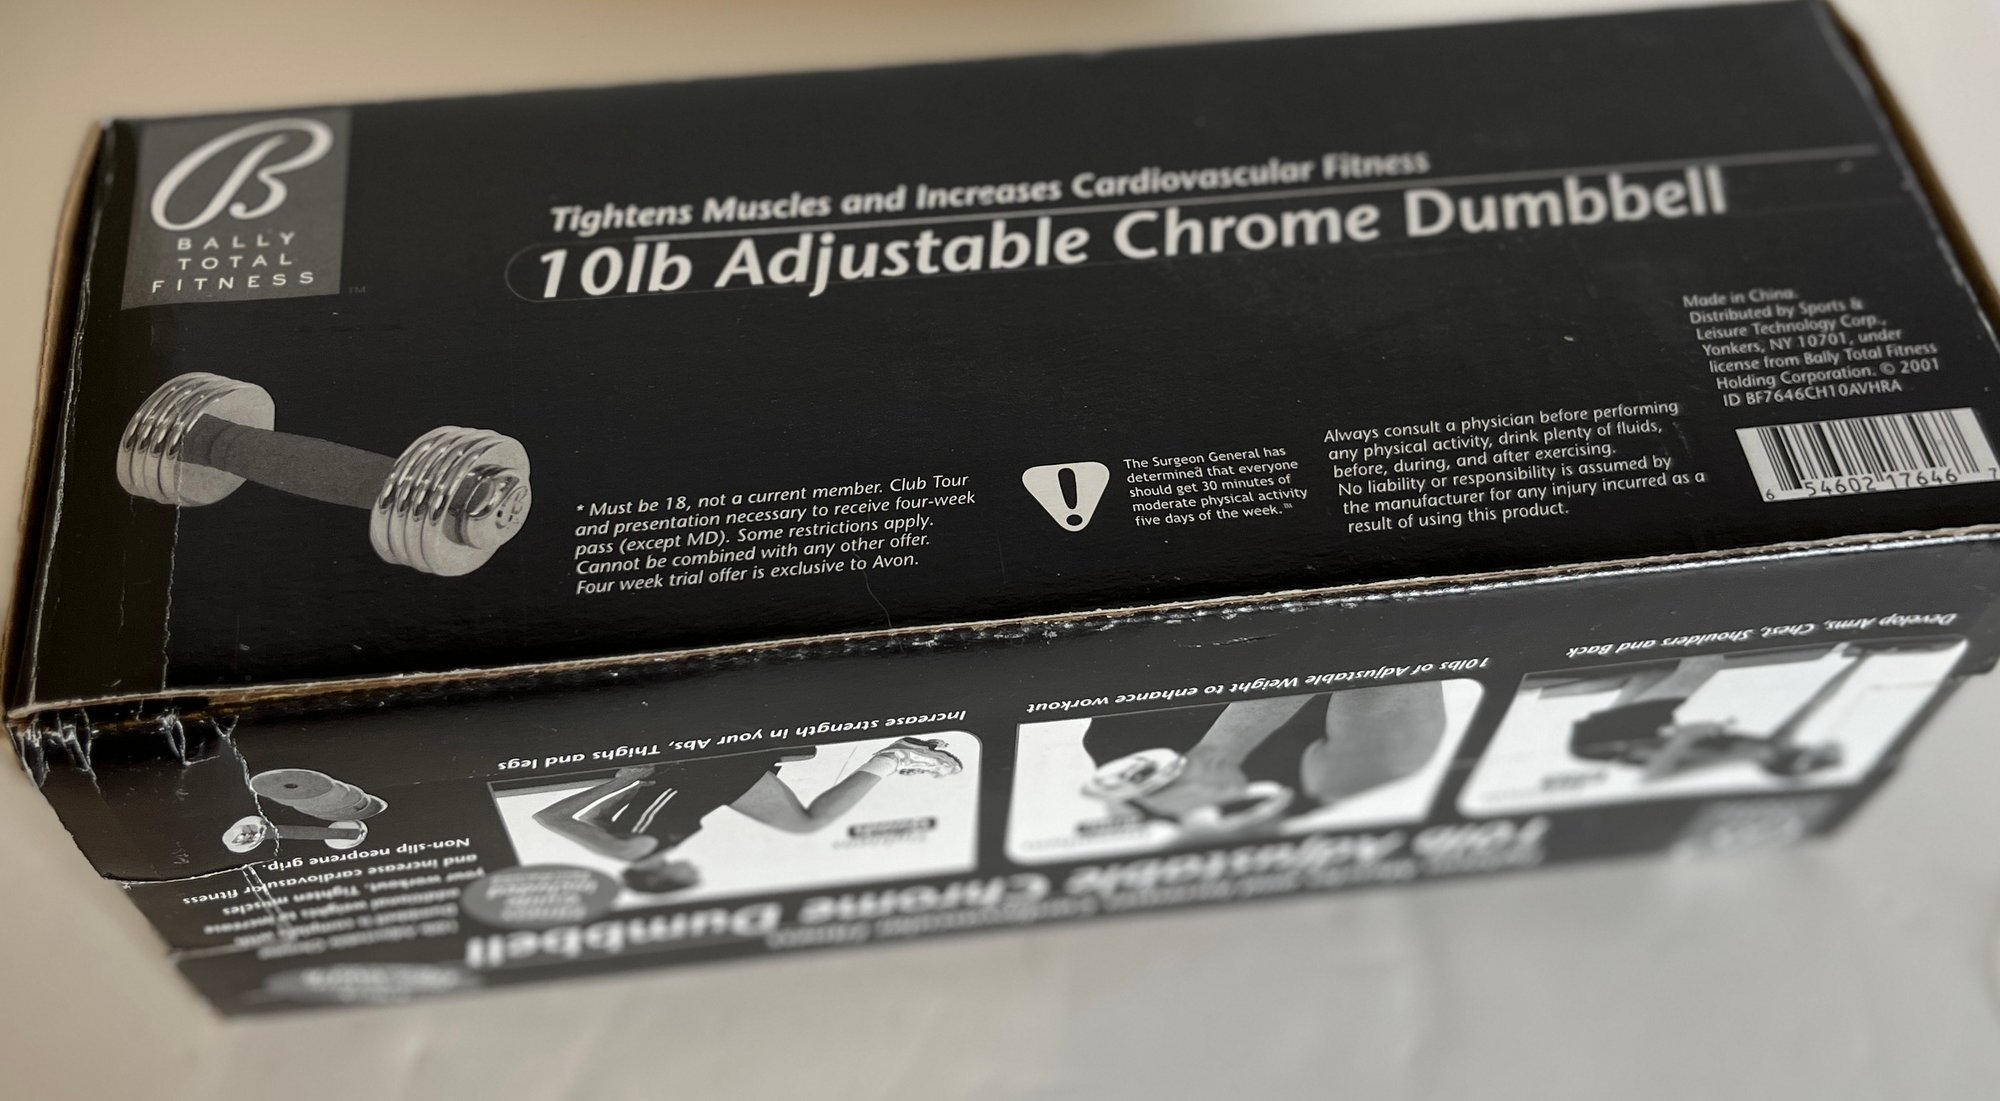 B
BALLY
TOTAL
FITNESS
TM
Tightens Muscles and Increases Cardiovascular Fitness
10lb Adjustable Chrome Dumbbell
Made in China.
Distributed by Sports &
Leisure Technology Corp.,
Yonkers, NY 10701, under
license from Bally Total Fitness
Holding Corporation. © 2001
ID BF7646CH10AVHRA
6 54602 17646 7
* Must be 18, not a current member. Club Tour
and presentation necessary to receive four-week
pass (except MD). Some restrictions apply.
Cannot be combined with any other offer.
Four week trial offer is exclusive to Avon.
The Surgeon General has
determined that everyone
should get 30 minutes of
moderate physical activity
five days of the week.™
Always consult a physician before performing
any physical activity, drink plenty of fluids,
before, during, and after exercising.
No liability or responsibility is assumed by
the manufacturer for any injury incurred as a
result of using this product.
Develop Arms, Chest, Shoulders and Back
10lbs of Adjustable Weight to enhance workout
Increase strength in your Abs, Thighs and legs
10lb Adjustable Chrome Dumbbell
your workout. Tighten muscles
and increase cardiovascular fitness
Non-slip neoprene grip.